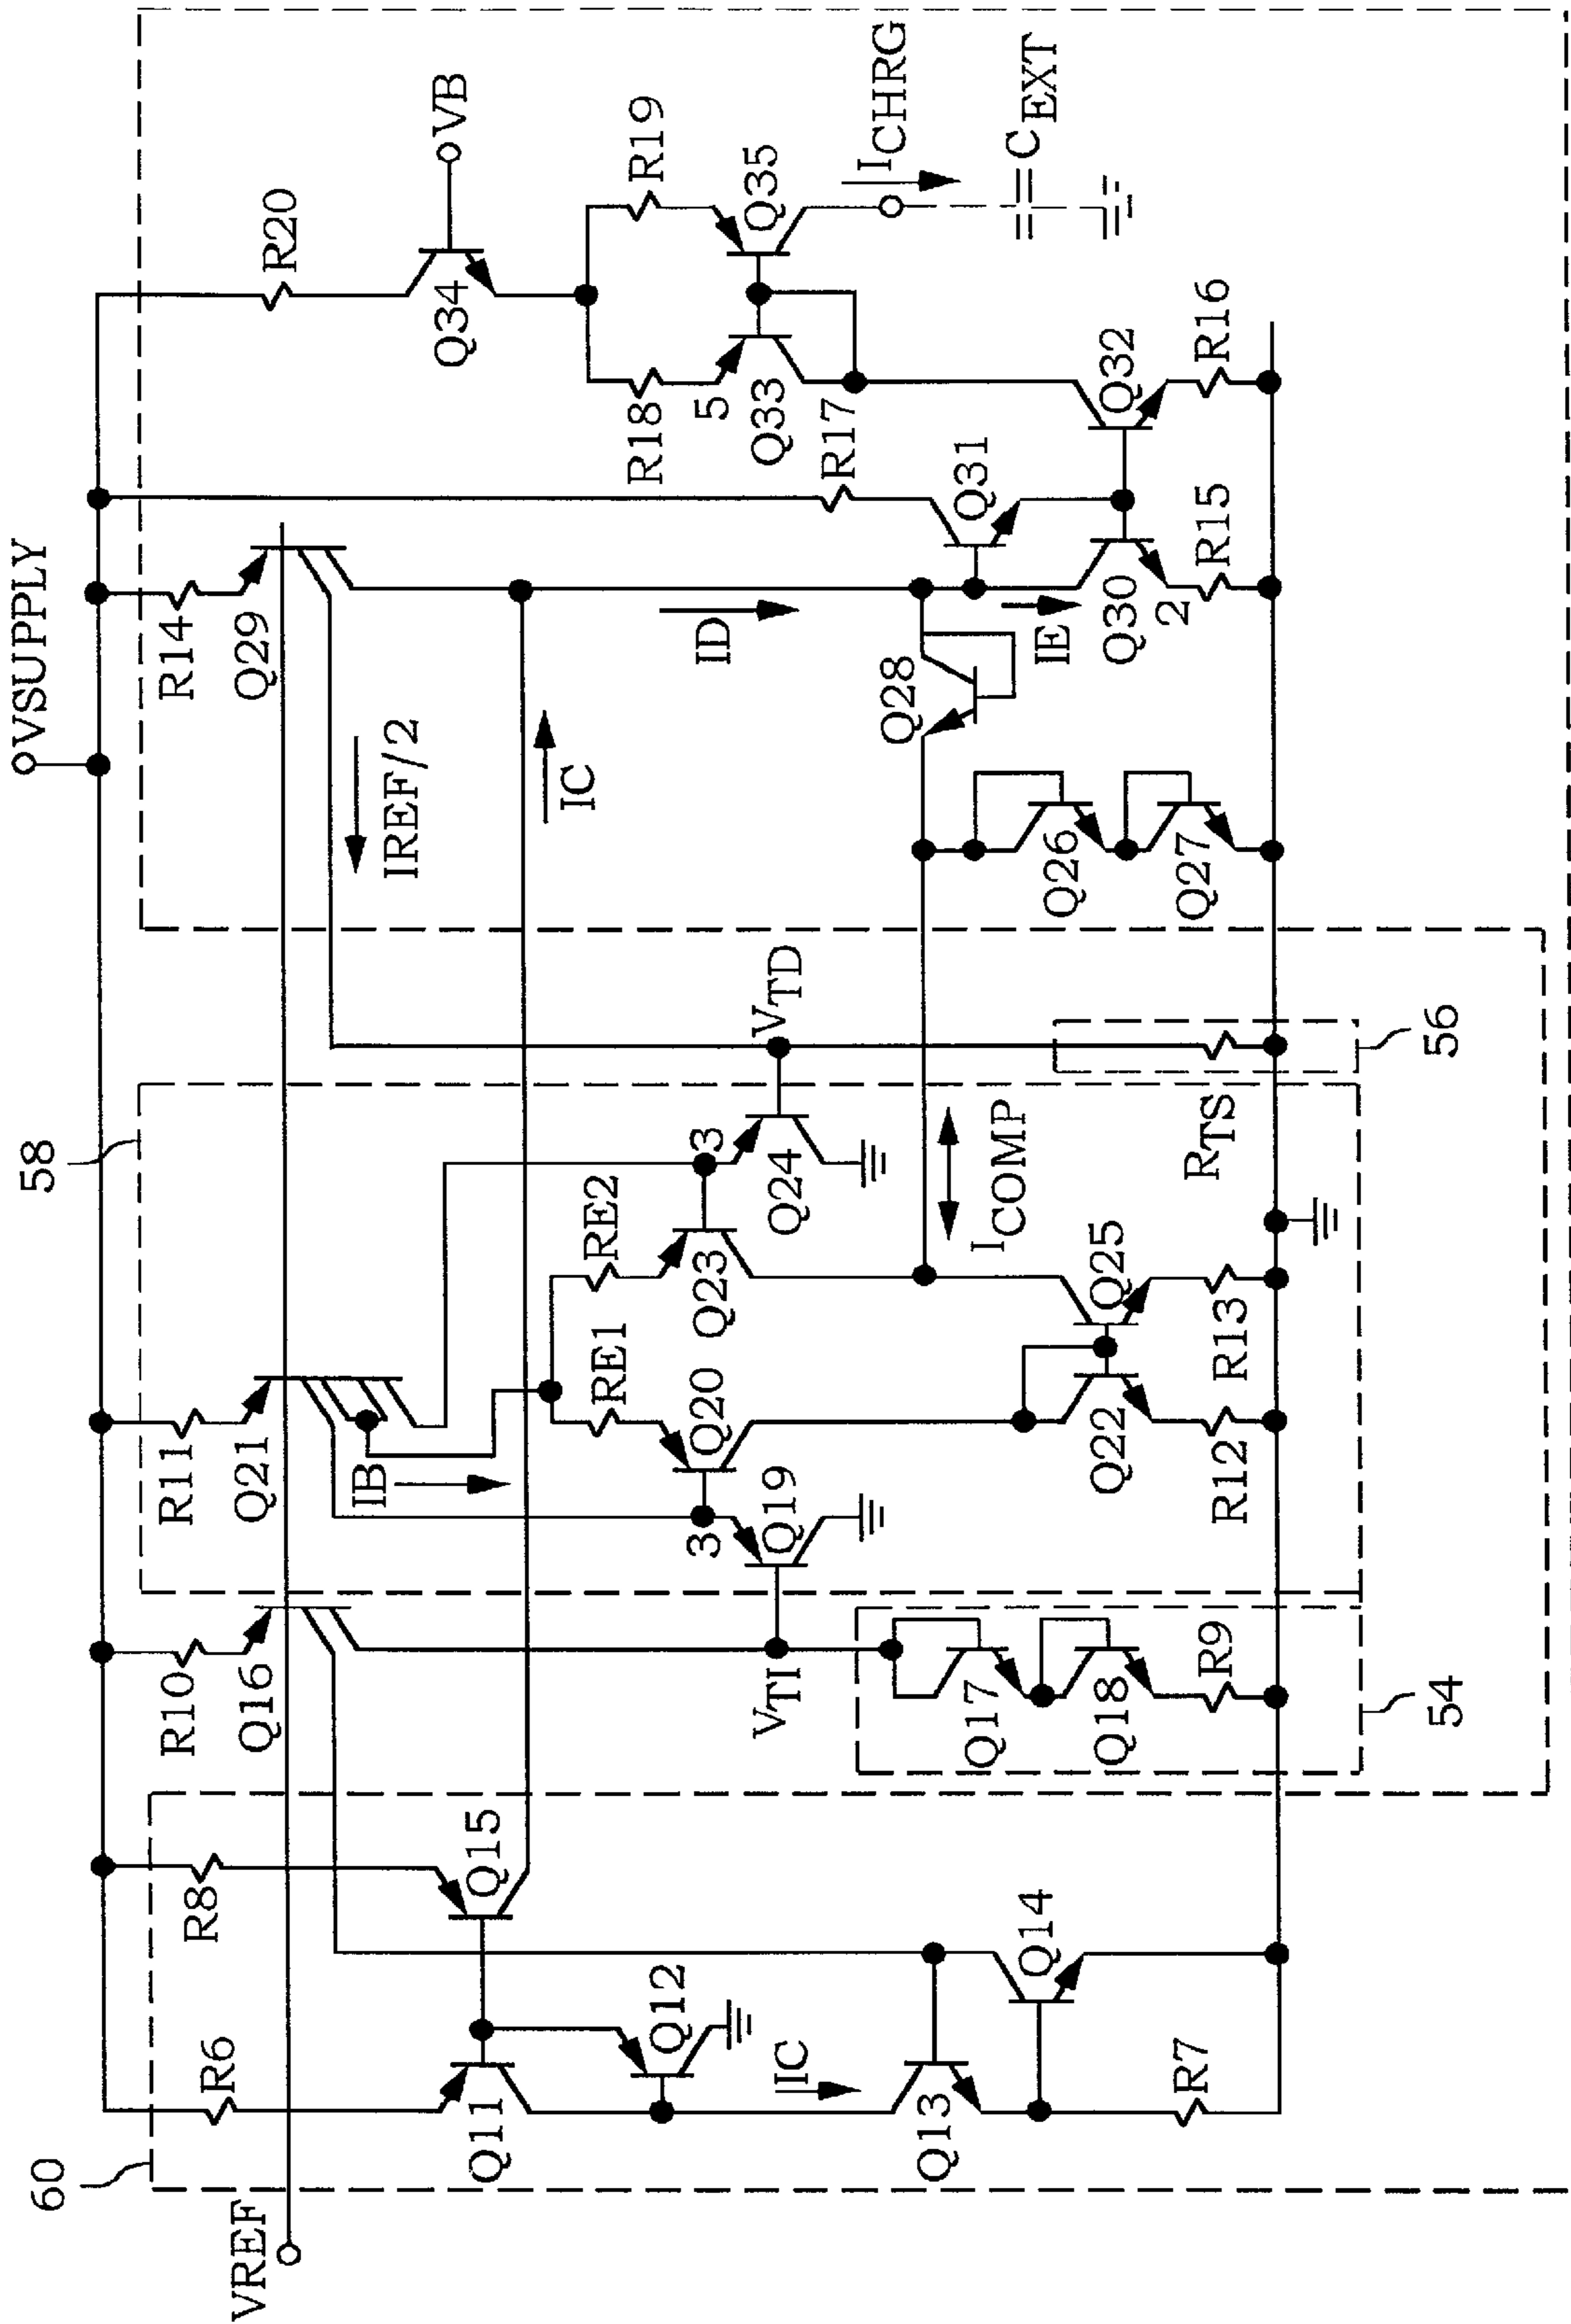 60
VREF
R6
Q11
Q12
IC
Q13
R7
R8
Q15
Q14
R10
Q16
VTI
Q17
Q18
R9
54
58
R11
Q21
IB
3
Q19
RE1
Q20
Q22
R12
RE2
Q23
3
Q24
ICOMP
Q25
R13
VTD
RTS
56
VSUPPLY
IREF/2
IC
R14
Q29
ID
Q28
Q26
Q27
IE
Q30
2
R15
Q31
R17
R18
5
Q33
Q32
R16
R20
Q34
VB
R19
Q35
ICHRG
CEXT